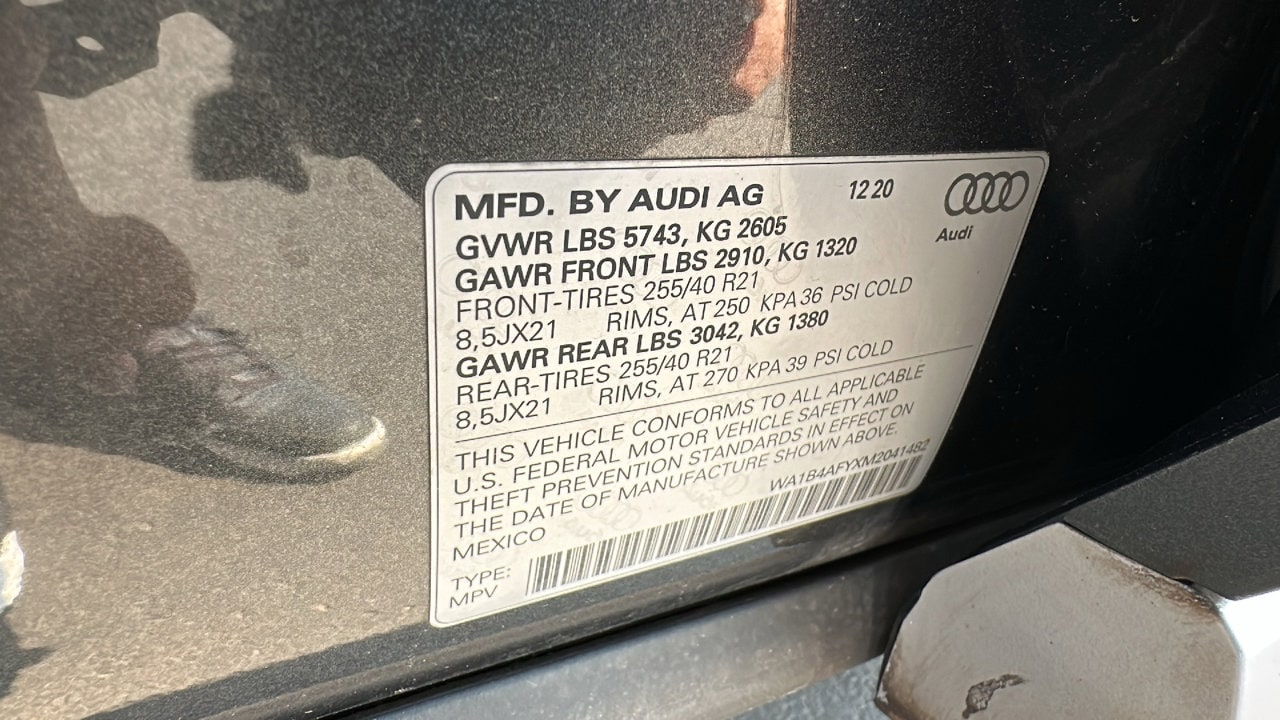 MFD. BY AUDI AG 12 20
Audi
GVWR LBS 5743, KG 2605
GAWR FRONT LBS 2910, KG 1320
FRONT-TIRES 255/40 R21
8,5JX21 RIMS, AT 250 KPA 36 PSI COLD
GAWR REAR LBS 3042, KG 1380
REAR-TIRES 255/40 R21
8,5JX21 RIMS, AT 270 KPA 39 PSI COLD
THIS VEHICLE CONFORMS TO ALL APPLICABLE
U.S. FEDERAL MOTOR VEHICLE SAFETY AND
THEFT PREVENTION STANDARDS IN EFFECT ON
THE DATE OF MANUFACTURE SHOWN ABOVE.
MEXICO WA1B4AFYXM2041482
TYPE:
MPV